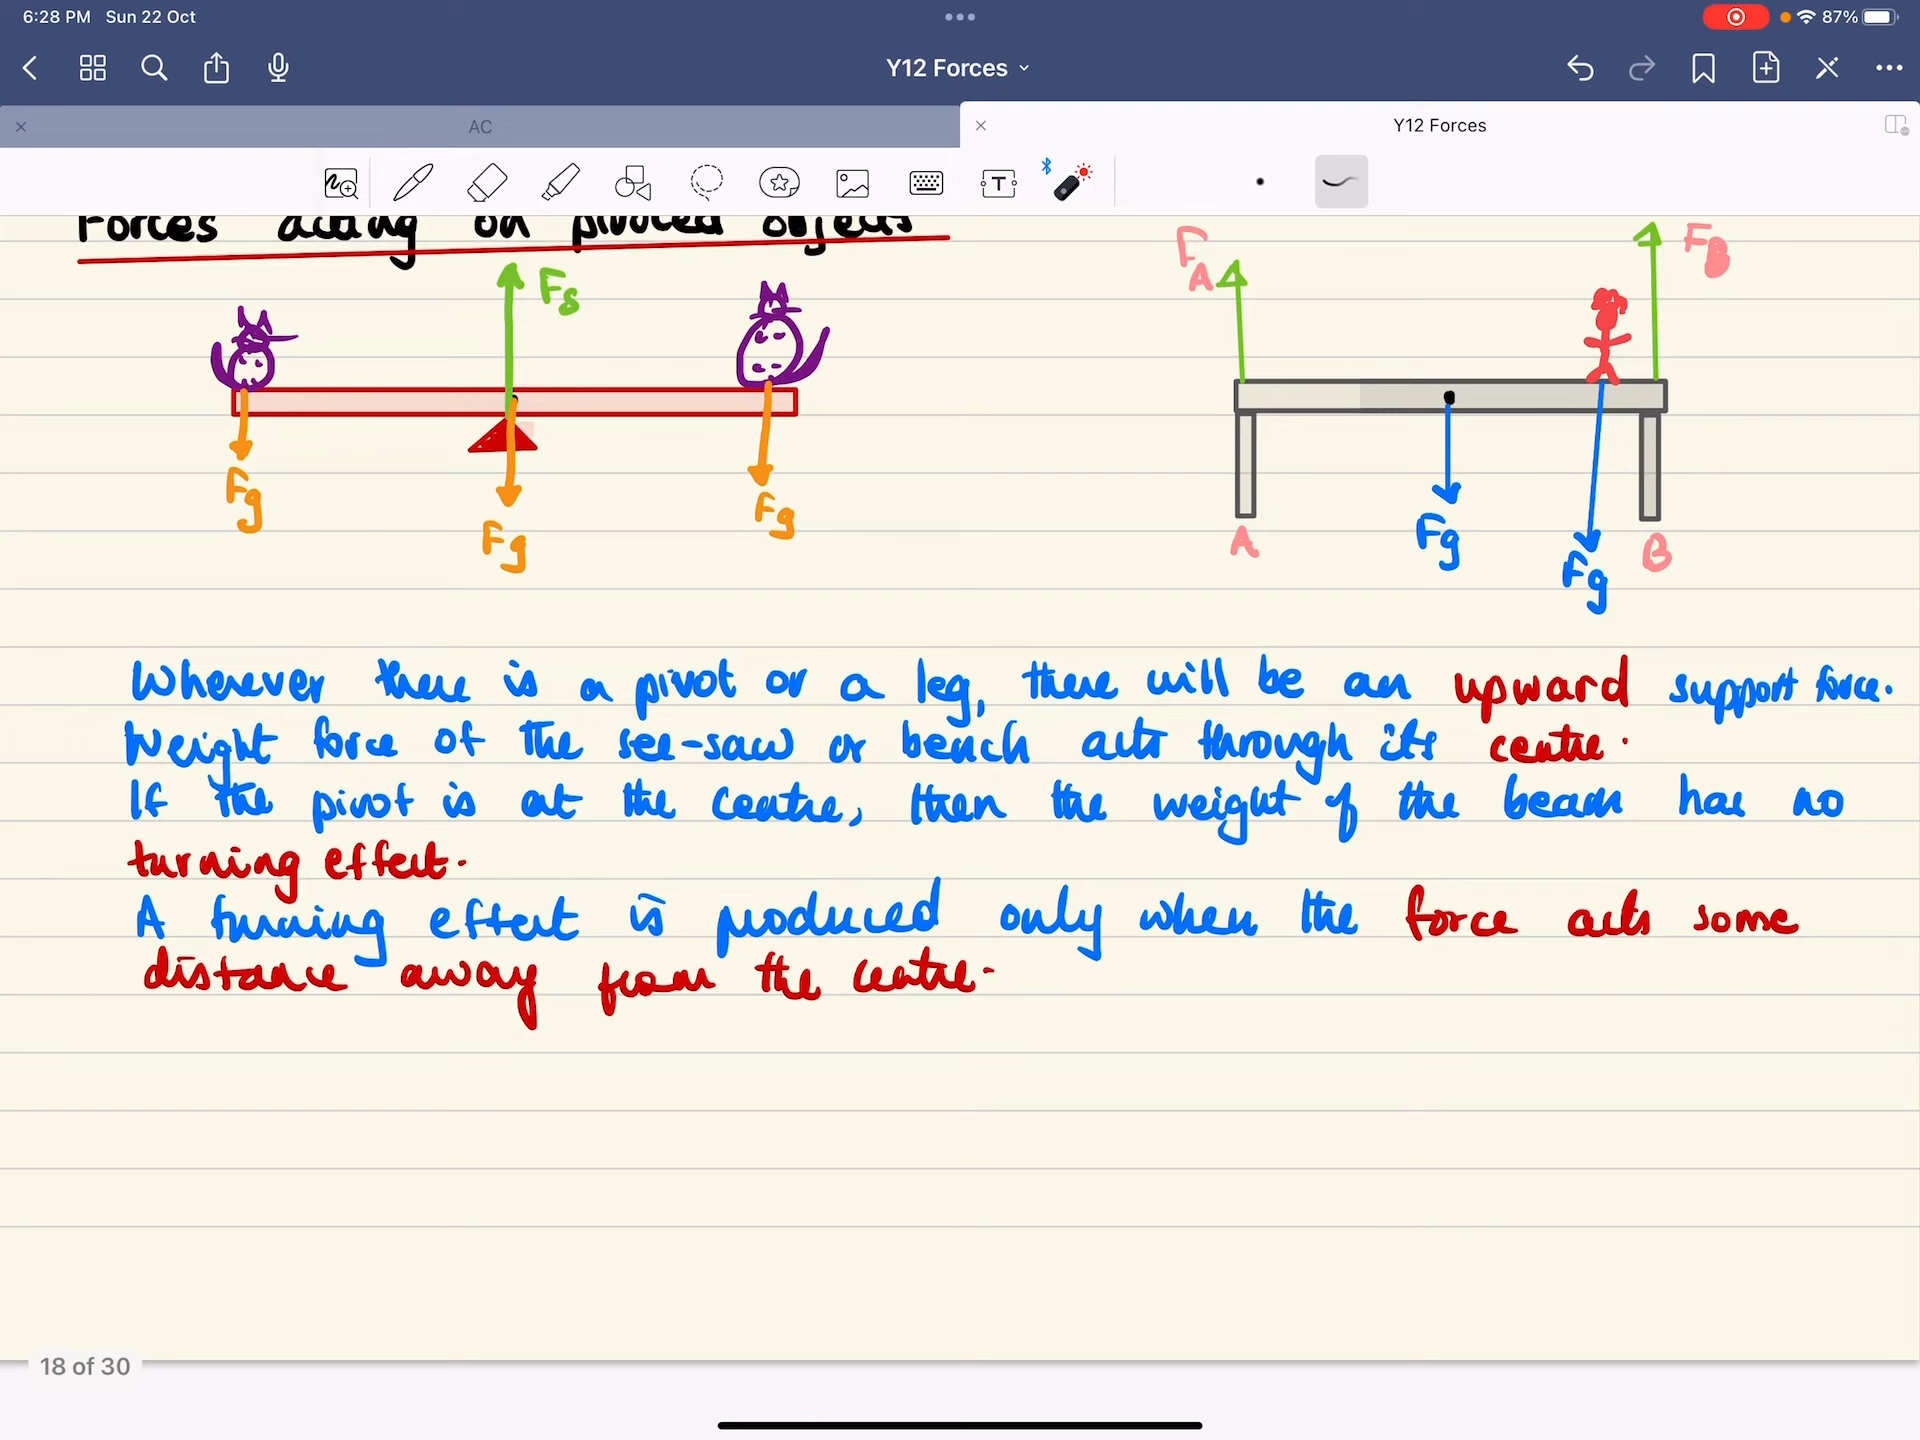 6:28 PM Sun 22 Oct
87%
Y12 Forces
AC
Y12 Forces
Forces acting on pivoted objects
Fs
FA
FB
Fg
Fg
Fg
Fg
Fg
A
B
Wherever there is a pivot or a leg, there will be an upward support force.
Weight force of the see-saw or bench acts through its centre.
If the pivot is at the centre, then the weight of the beam has no
turning effect.
A turning effect is produced only when the force acts some
distance away from the centre.
18 of 30